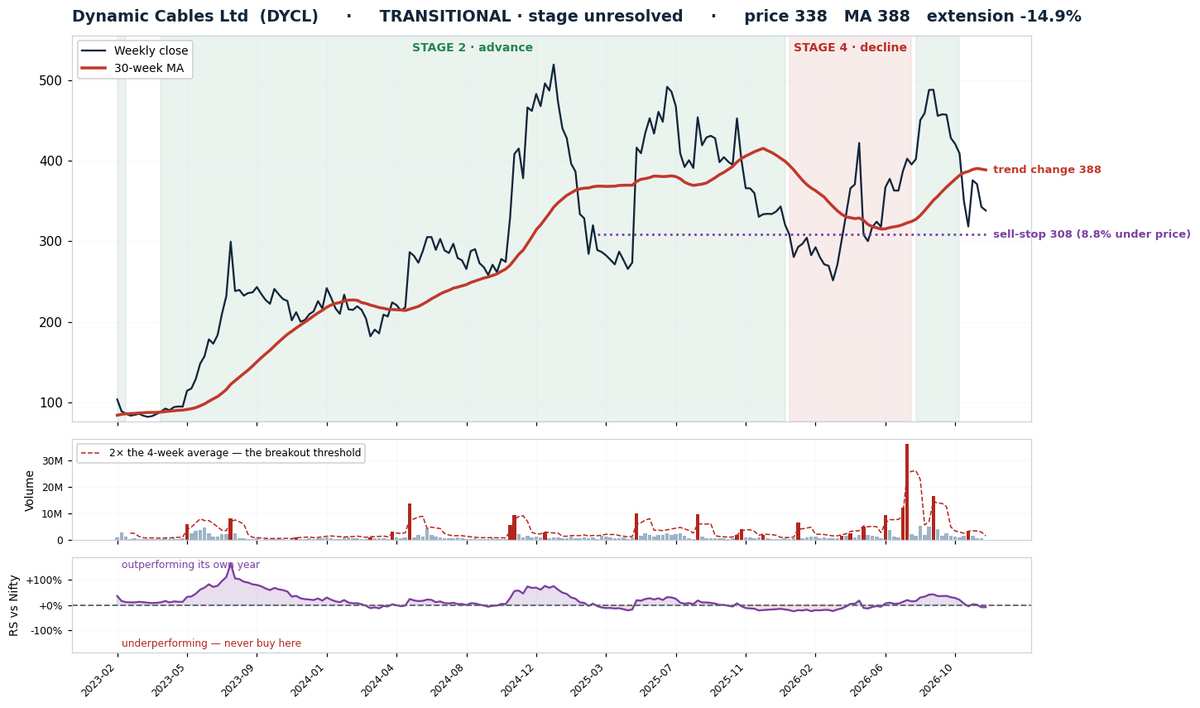 Dynamic Cables Ltd (DYCL) · TRANSITIONAL · stage unresolved · price 338 MA 388 extension -14.9%
Weekly close
30-week MA
STAGE 2 · advance
STAGE 4 · decline
500
400
300
200
100
trend change 388
sell-stop 308 (8.8% under price)
2× the 4-week average — the breakout threshold
Volume
30M
20M
10M
0
RS vs Nifty
outperforming its own year
+100%
+0%
-100%
underperforming — never buy here
2023-02
2023-05
2023-09
2024-01
2024-04
2024-08
2024-12
2025-03
2025-07
2025-11
2026-02
2026-06
2026-10